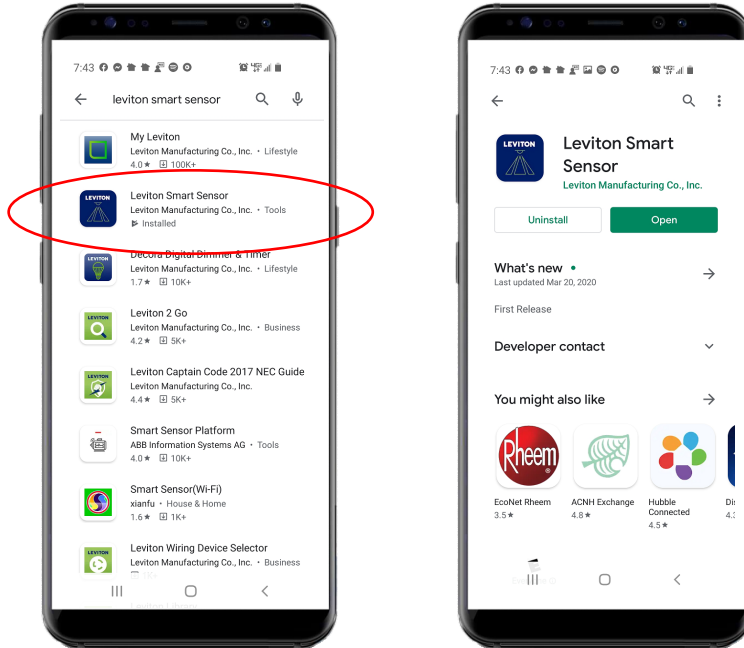 7:43
leviton smart sensor
My Leviton
Leviton Manufacturing Co., Inc. • Lifestyle
4.0★ 100K+
LEVITON
Leviton Smart Sensor
Leviton Manufacturing Co., Inc. • Tools
Installed
LEVITON
Decora Digital Dimmer & Timer
Leviton Manufacturing Co., Inc. • Lifestyle
1.7★ 10K+
LEVITON
Leviton 2 Go
Leviton Manufacturing Co., Inc. • Business
4.2★ 5K+
LEVITON
Leviton Captain Code 2017 NEC Guide
Leviton Manufacturing Co., Inc.
4.4★ 5K+
Smart Sensor Platform
ABB Information Systems AG • Tools
4.0★ 10K+
Smart Sensor(Wi-Fi)
xianfu • House & Home
1.6★ 1K+
LEVITON
Leviton Wiring Device Selector
Leviton Manufacturing Co., Inc. • Business
7:43
LEVITON
Leviton Smart
Sensor
Leviton Manufacturing Co., Inc.
Uninstall
Open
What's new •
Last updated Mar 20, 2020
First Release
Developer contact
You might also like
Rheem
EcoNet Rheem
3.5★
ACNH Exchange
4.8★
Hubble
Connected
4.5★